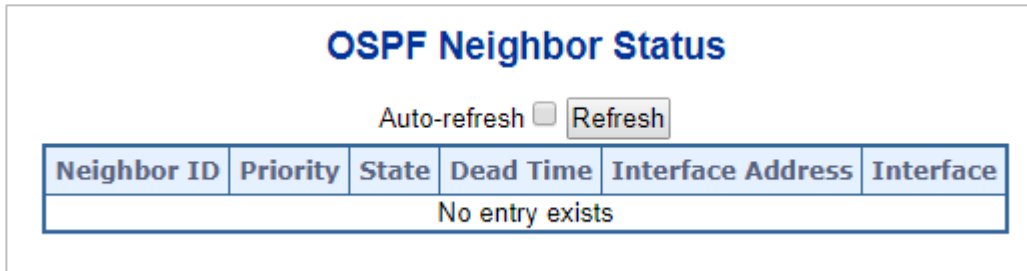 OSPF Neighbor Status
Auto-refresh Refresh
Neighbor ID Priority State Dead Time Interface Address Interface
No entry exists